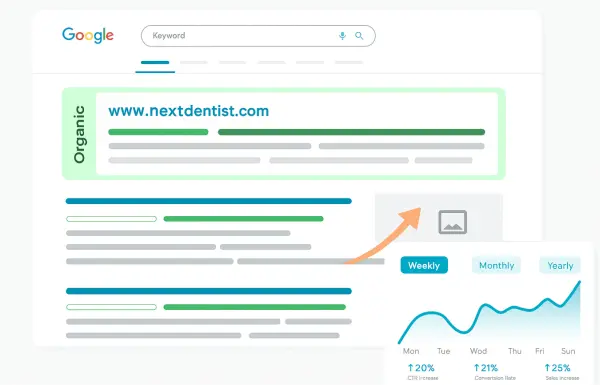 Google
Keyword
Organic
www.nextdentist.com
Weekly Monthly Yearly
Mon Tue Wed Thu Fri Sun
↑20% ↑21% ↑25%
CTR Increase Conversion Rate Sales Increase